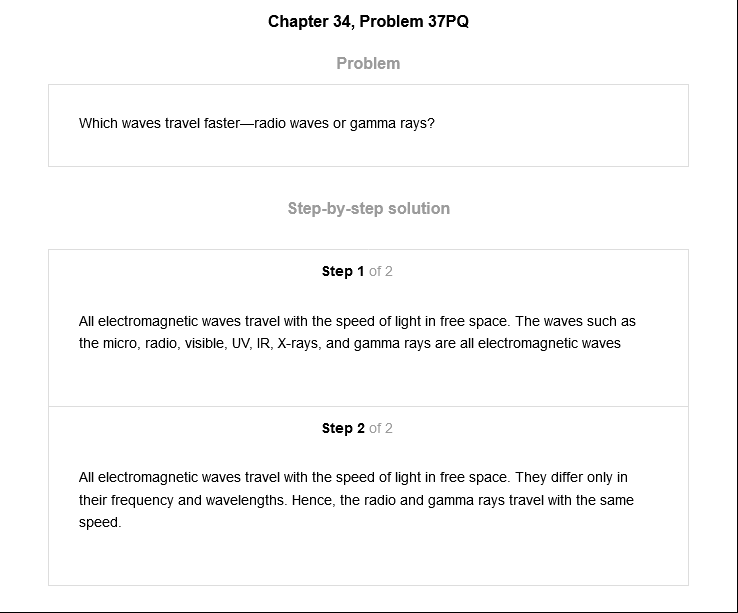 Chapter 34, Problem 37PQ
Problem
Which waves travel faster—radio waves or gamma rays?
Step-by-step solution
Step 1 of 2
All electromagnetic waves travel with the speed of light in free space. The waves such as
the micro, radio, visible, UV, IR, X-rays, and gamma rays are all electromagnetic waves
Step 2 of 2
All electromagnetic waves travel with the speed of light in free space. They differ only in
their frequency and wavelengths. Hence, the radio and gamma rays travel with the same
speed.